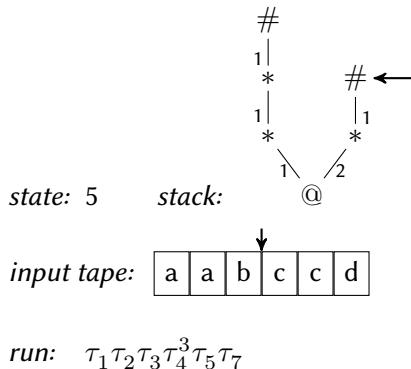 #
1
* #
1 1
* *
1 2
state: 5 stack: @
input tape: a a b c c d
run: τ₁τ₂τ₃τ₄³τ₅τ₇